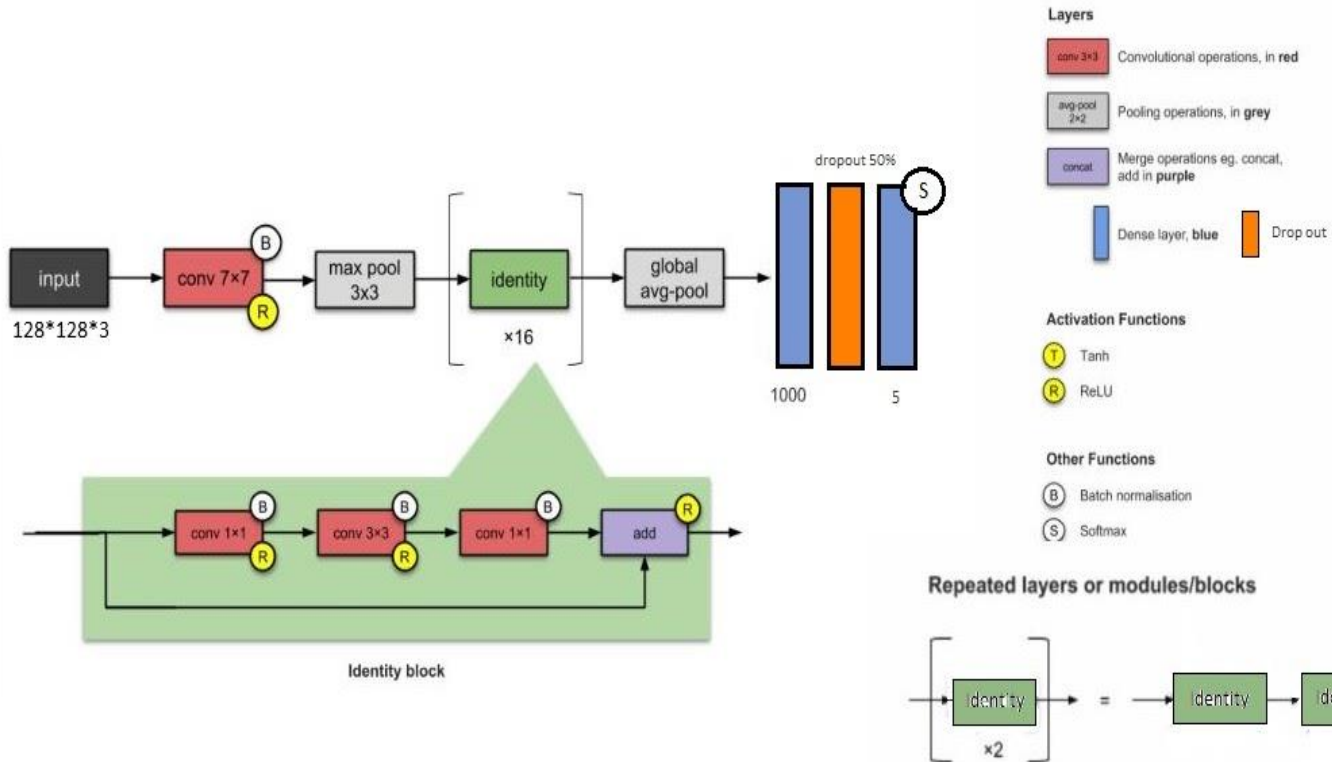 Layers
conv 3×3
Convolutional operations, in red
avg-pool
2×2
Pooling operations, in grey
concat
Merge operations eg. concat,
add in purple
Dense layer, blue
Drop out
Activation Functions
T
Tanh
R
ReLU
Other Functions
B
Batch normalisation
S
Softmax
dropout 50%
S
input
128*128*3
conv 7×7
B
R
max pool
3x3
identity
×16
global
avg-pool
1000
5
conv 1×1
B
R
conv 3×3
B
R
conv 1×1
B
add
R
Identity block
Repeated layers or modules/blocks
Identity
×2
=
Identity
Ide